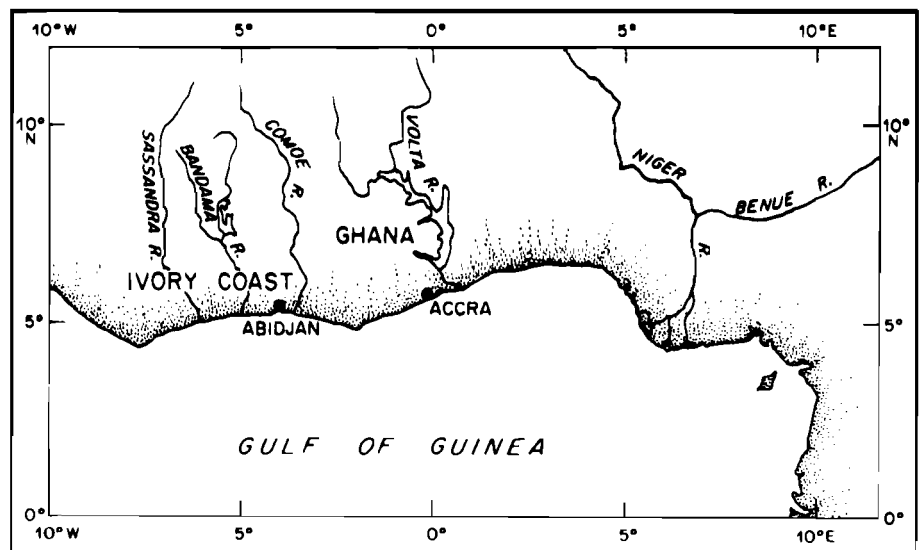 10°W 5° 0° 5° 10°E
10° N
10° N
SASSANDRA R.
BANDAMA R.
COMOE R.
VOLTA R.
NIGER R.
BENUE R.
GHANA
IVORY COAST
ABIDJAN
ACCRA
5°
5°
GULF OF GUINEA
0°
0°
10°W 5° 0° 5° 10°E